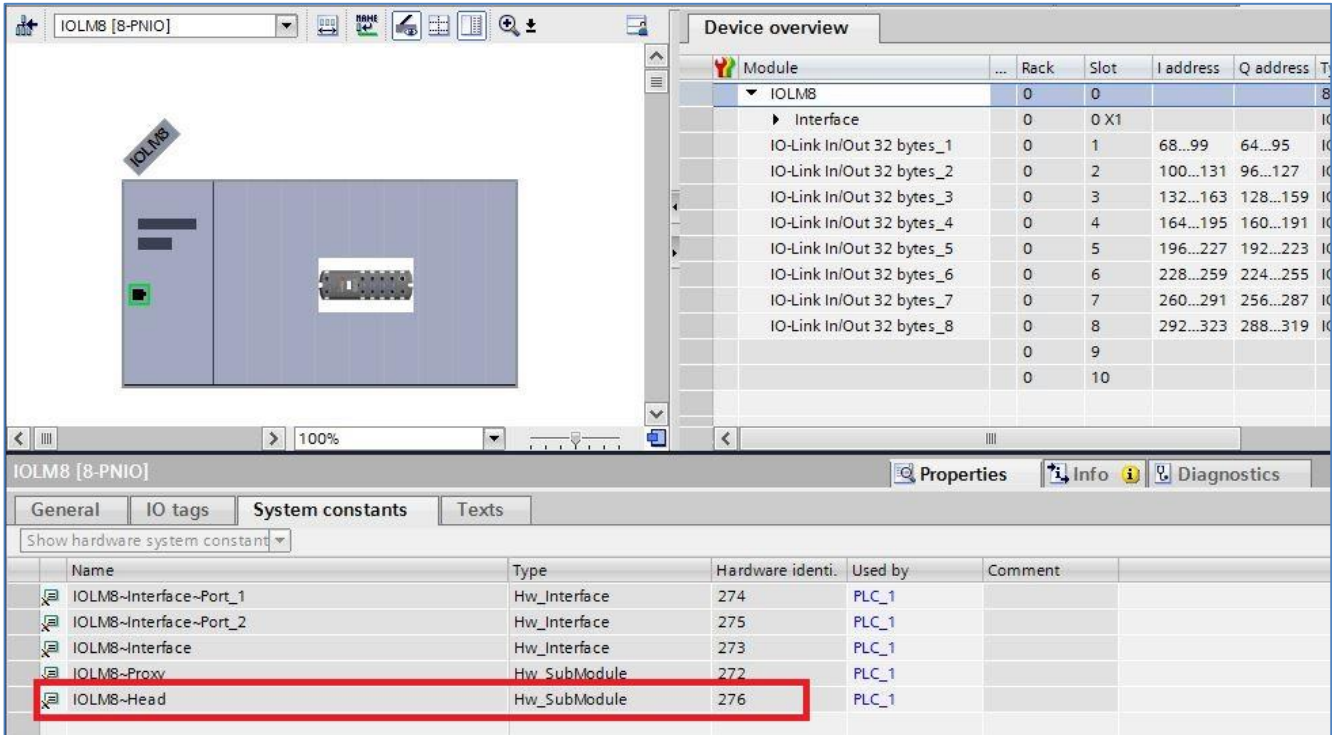 IOLM8 [8-PNIO]
Device overview
Module ... Rack Slot I address Q address
IOLM8 0 0 8
Interface 0 0 X1
IO-Link In/Out 32 bytes_1 0 1 68...99 64...95
IO-Link In/Out 32 bytes_2 0 2 100...131 96...127
IO-Link In/Out 32 bytes_3 0 3 132...163 128...159
IO-Link In/Out 32 bytes_4 0 4 164...195 160...191
IO-Link In/Out 32 bytes_5 0 5 196...227 192...223
IO-Link In/Out 32 bytes_6 0 6 228...259 224...255
IO-Link In/Out 32 bytes_7 0 7 260...291 256...287
IO-Link In/Out 32 bytes_8 0 8 292...323 288...319
0 9
0 10
IOLM8
100%
IOLM8 [8-PNIO]
Properties Info Diagnostics
General IO tags System constants Texts
Show hardware system constant
Name Type Hardware identi. Used by Comment
IOLM8~Interface~Port_1 Hw_Interface 274 PLC_1
IOLM8~Interface~Port_2 Hw_Interface 275 PLC_1
IOLM8~Interface Hw_Interface 273 PLC_1
IOLM8~Proxy Hw_SubModule 272 PLC_1
IOLM8~Head Hw_SubModule 276 PLC_1